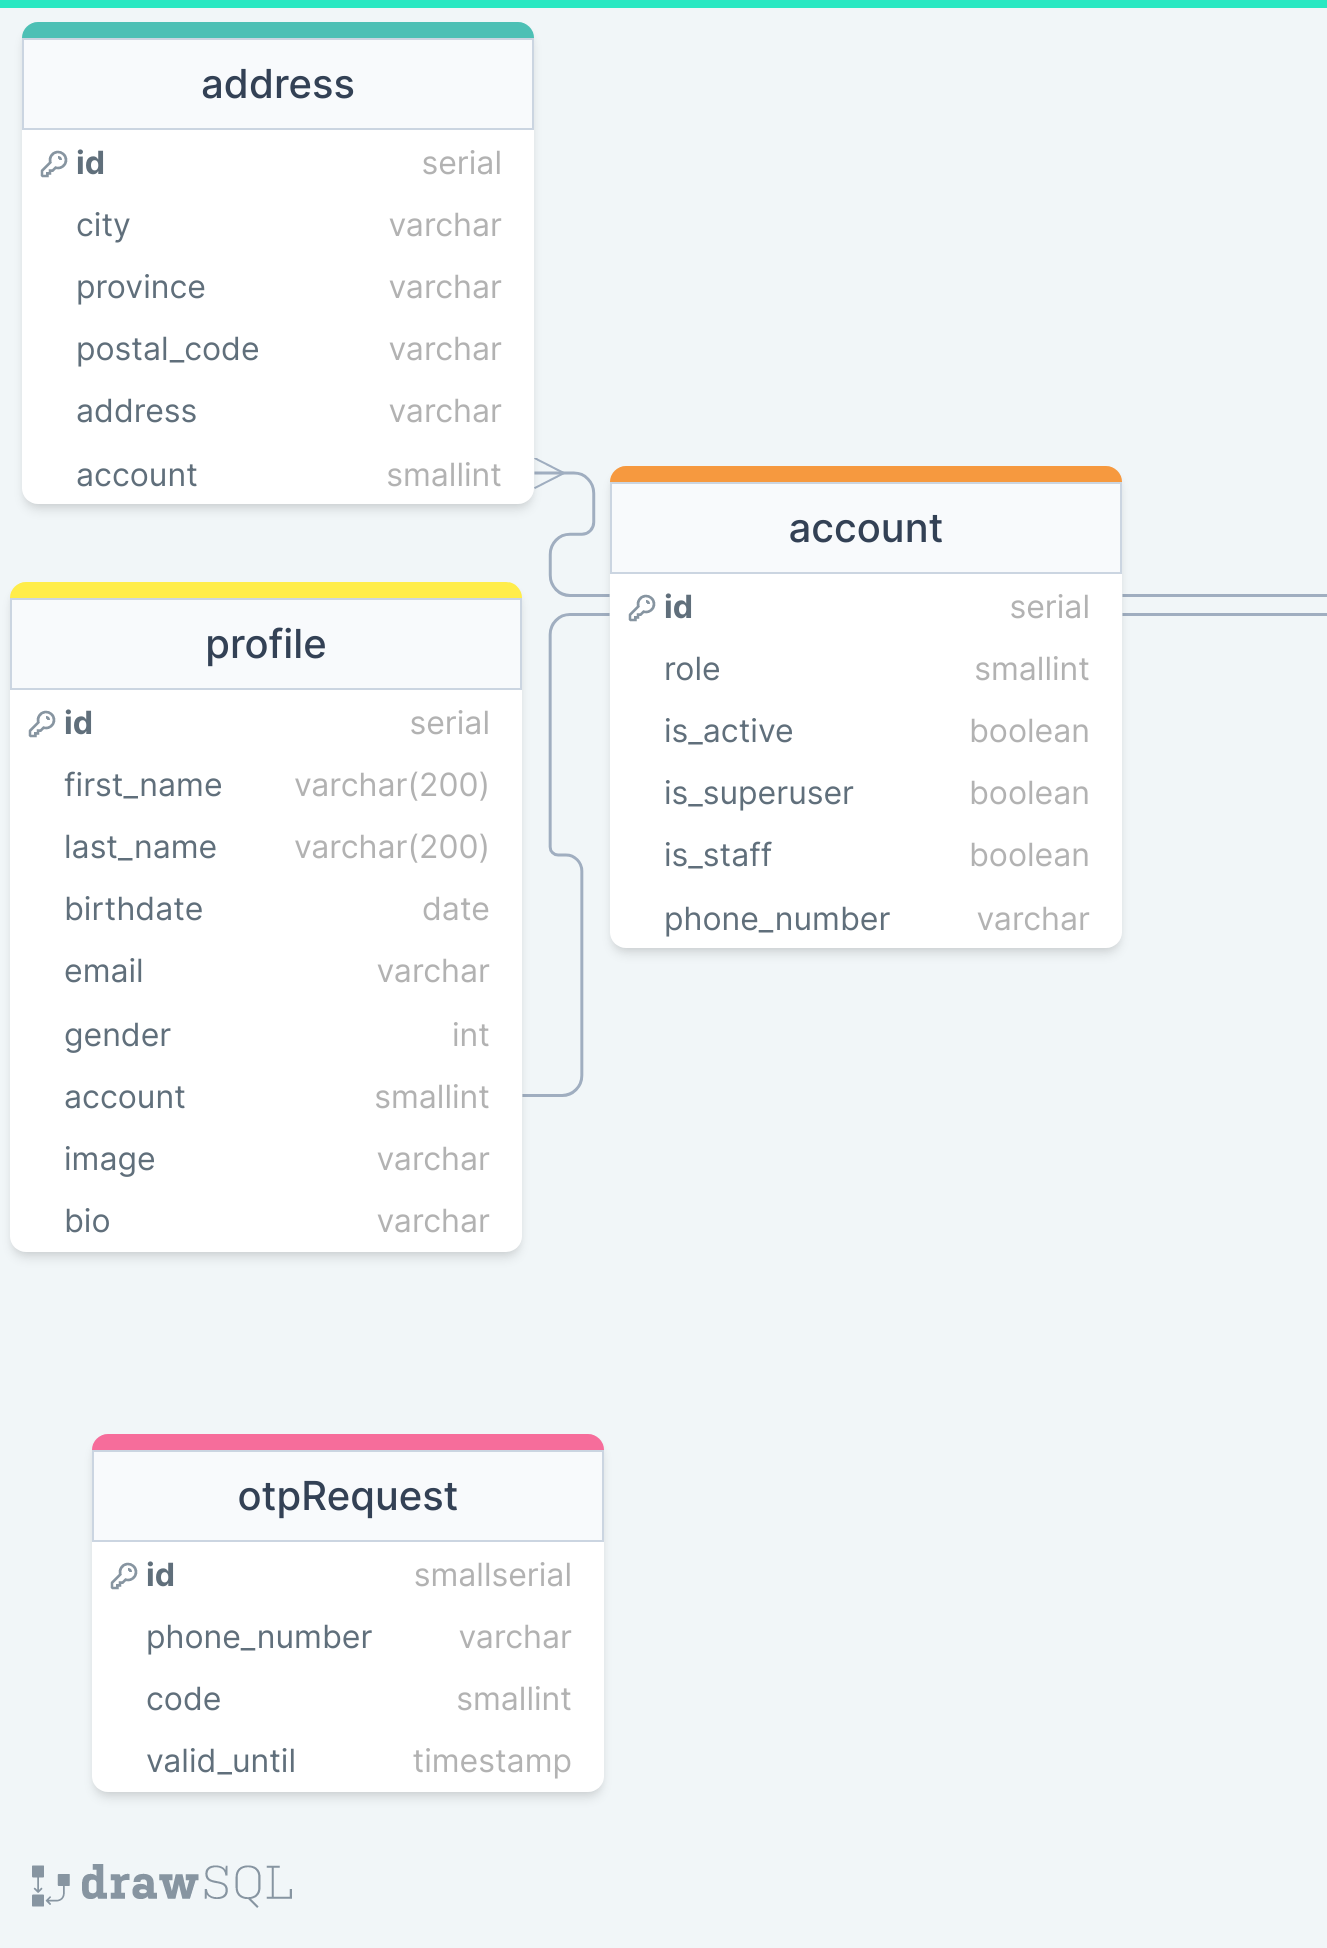 address
id serial
city varchar
province varchar
postal_code varchar
address varchar
account smallint
account
id serial
role smallint
is_active boolean
is_superuser boolean
is_staff boolean
phone_number varchar
profile
id serial
first_name varchar(200)
last_name varchar(200)
birthdate date
email varchar
gender int
account smallint
image varchar
bio varchar
otpRequest
id smallserial
phone_number varchar
code smallint
valid_until timestamp
drawSQL